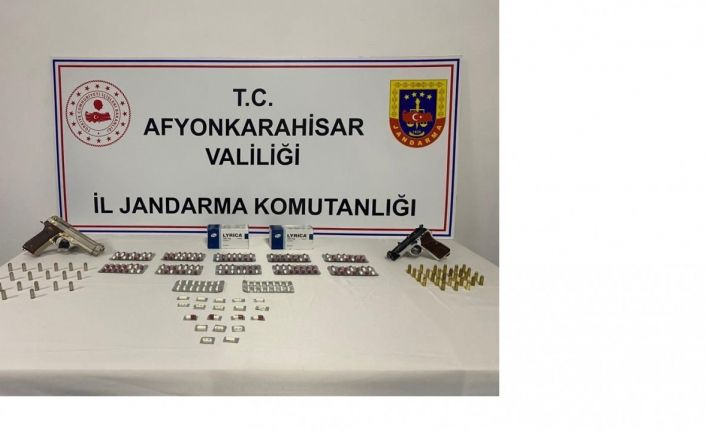 T.C.
AFYONKARAHİSAR
VALİLİĞİ
İL JANDARMA KOMUTANLIĞI
JANDARMA
LYRICA
LYRICA